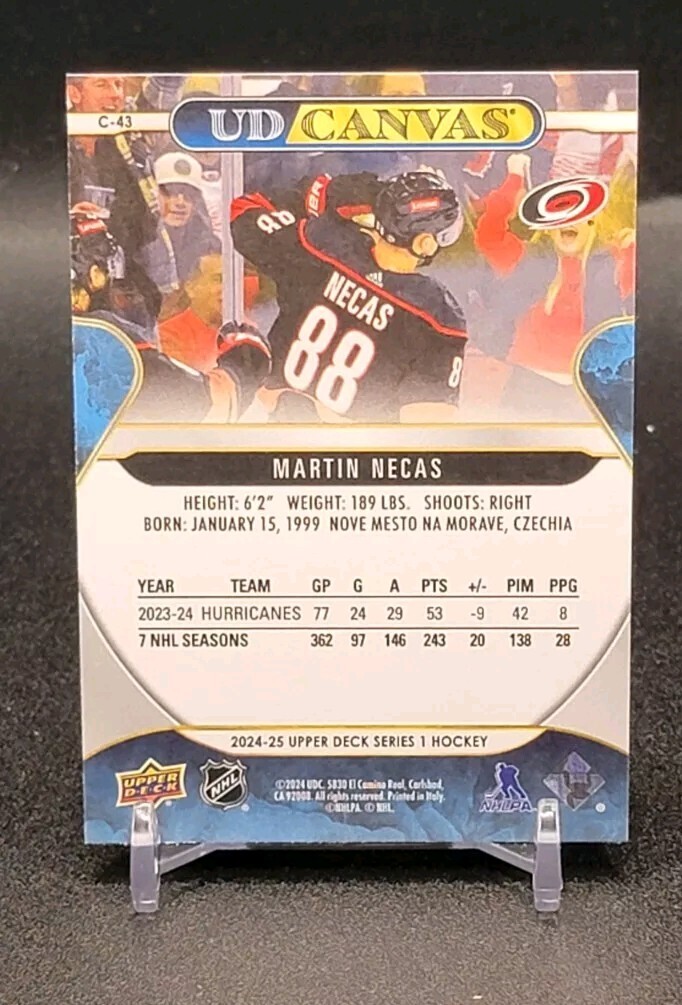 C-43
UD CANVAS
88
NECAS
88
8
MARTIN NECAS
HEIGHT: 6'2" WEIGHT: 189 LBS. SHOOTS: RIGHT
BORN: JANUARY 15, 1999 NOVE MESTO NA MORAVE, CZECHIA
YEAR TEAM GP G A PTS +/- PIM PPG
2023-24 HURRICANES 77 24 29 53 -9 42 8
7 NHL SEASONS 362 97 146 243 20 138 28
2024-25 UPPER DECK SERIES 1 HOCKEY
UPPER DECK
NHL
©2024 UDC. 5830 El Camino Real, Carlsbad,
CA 92008. All rights reserved. Printed in Italy.
©NHLPA. © NHL.
NHLPA